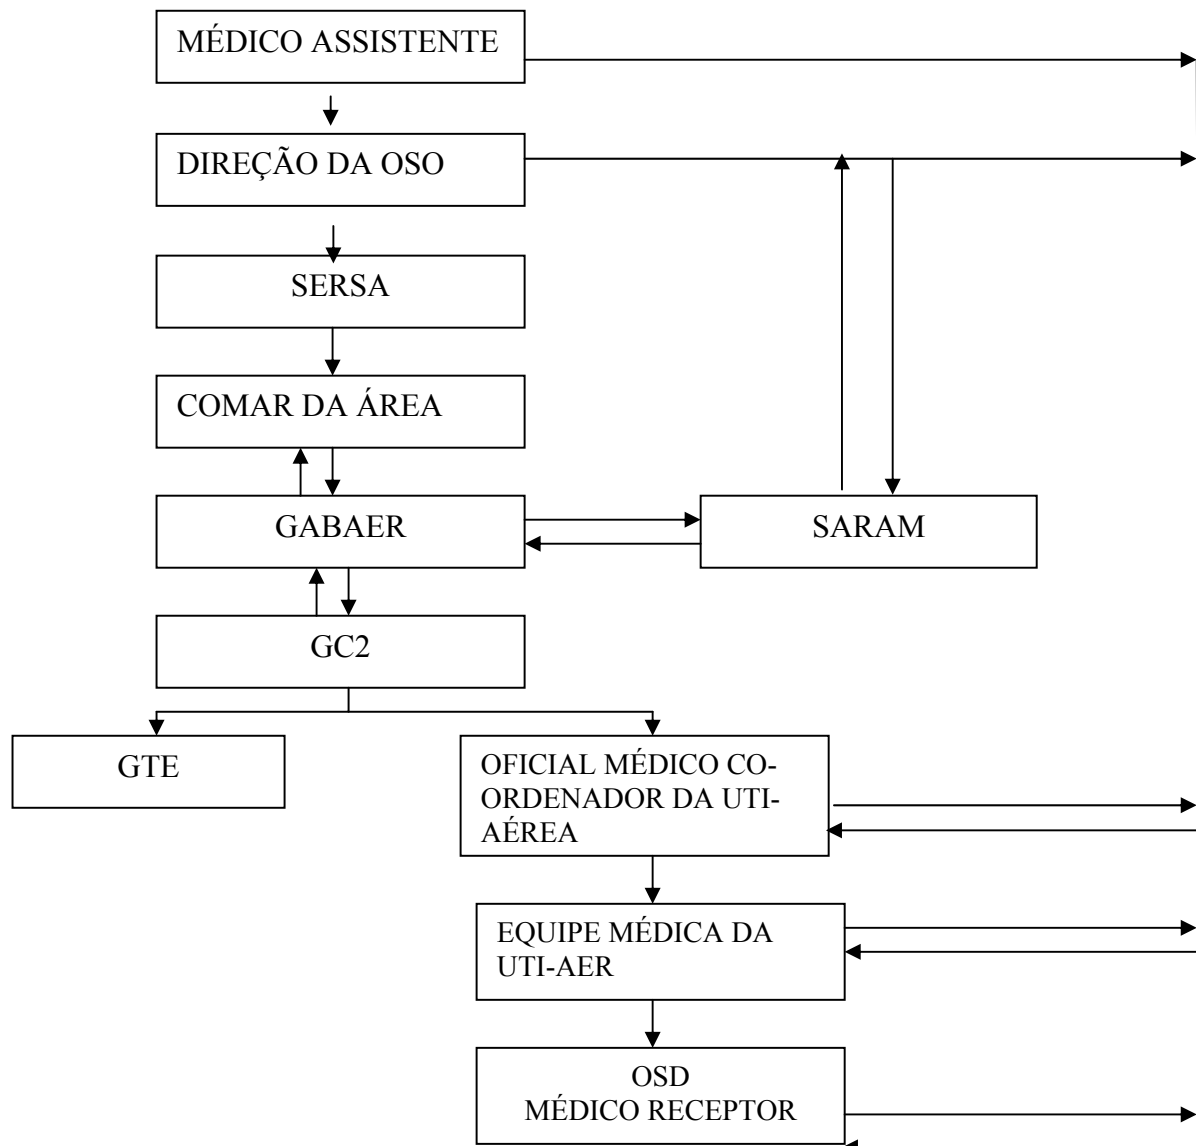 MÉDICO ASSISTENTE
DIREÇÃO DA OSO
SERSA
COMAR DA ÁREA
GABAER
SARAM
GC2
GTE
OFICIAL MÉDICO CO-
ORDENADOR DA UTI-
AÉREA
EQUIPE MÉDICA DA
UTI-AER
OSD
MÉDICO RECEPTOR